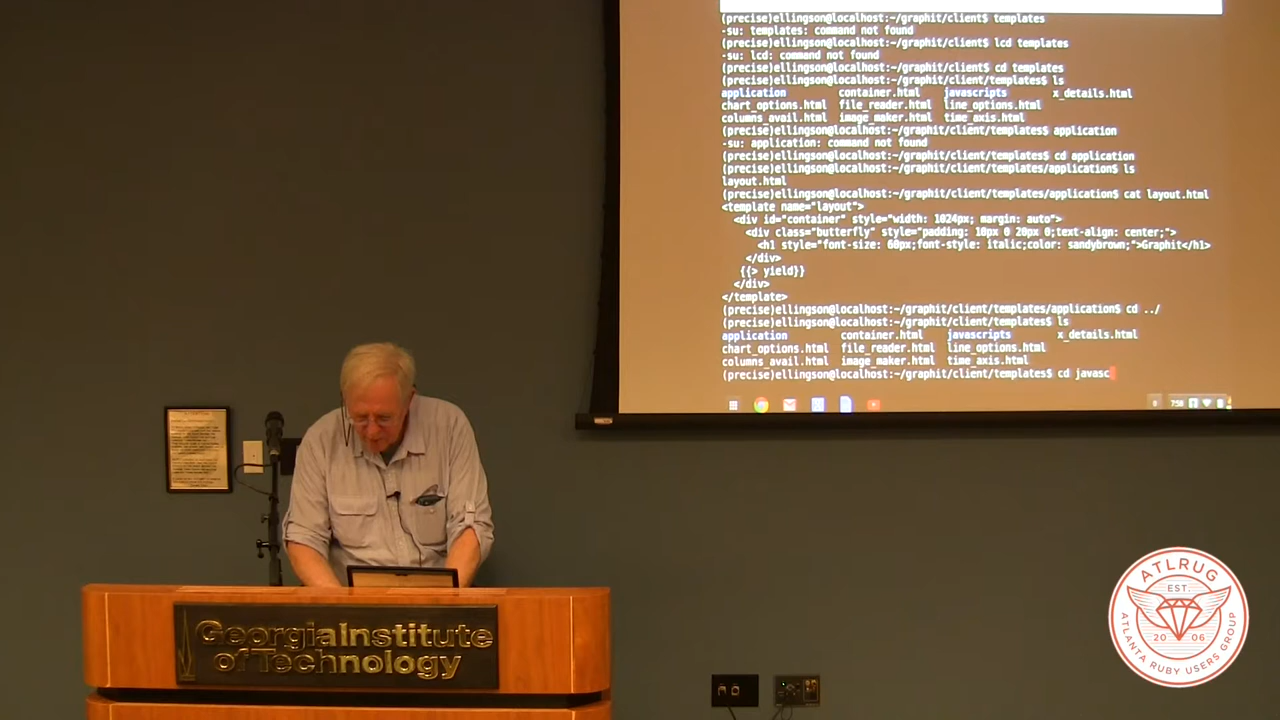 (precise)ellingson@localhost:~/graphit/client$ templates
-su: templates: command not found
(precise)ellingson@localhost:~/graphit/client$ lcd templates
-su: lcd: command not found
(precise)ellingson@localhost:~/graphit/client$ cd templates
(precise)ellingson@localhost:~/graphit/client/templates$ ls
application container.html javascripts x_details.html
chart_options.html file_reader.html line_options.html
columns_avail.html image_maker.html time_axis.html
(precise)ellingson@localhost:~/graphit/client/templates$ application
-su: application: command not found
(precise)ellingson@localhost:~/graphit/client/templates$ cd application
(precise)ellingson@localhost:~/graphit/client/templates/application$ ls
layout.html
(precise)ellingson@localhost:~/graphit/client/templates/application$ cat layout.html
<template name="layout">
<div id="container" style="width: 1024px; margin: auto">
<div class="butterfly" style="padding: 10px 0 20px 0;text-align: center;">
<h1 style="font-size: 60px;font-style: italic;color: sandybrown;">Graphit</h1>
</div>
{{> yield}}
</div>
</template>
(precise)ellingson@localhost:~/graphit/client/templates/application$ cd ../
(precise)ellingson@localhost:~/graphit/client/templates$ ls
application container.html javascripts x_details.html
chart_options.html file_reader.html line_options.html
columns_avail.html image_maker.html time_axis.html
(precise)ellingson@localhost:~/graphit/client/templates$ cd javasc
7:58
Georgia Institute
of Technology
ATLRUG
EST.
20 06
ATLANTA RUBY USERS GROUP